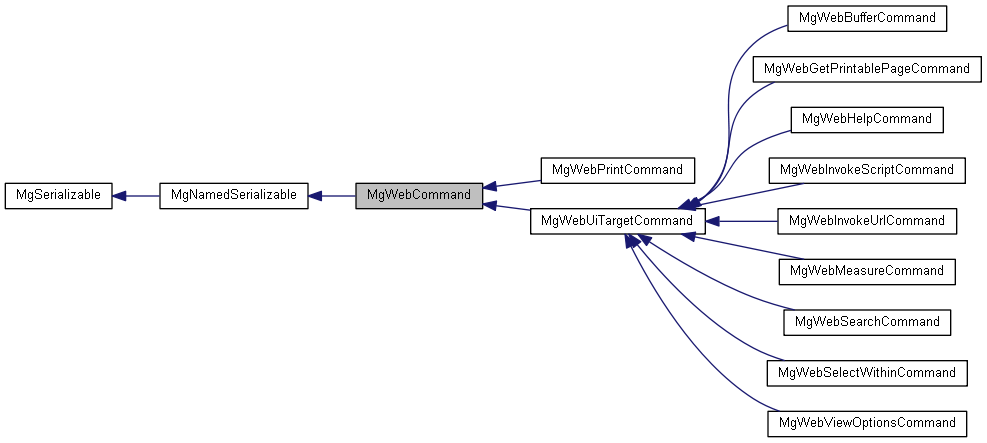 MgWebBufferCommand
MgWebGetPrintablePageCommand
MgWebHelpCommand
MgWebPrintCommand
MgWebInvokeScriptCommand
MgSerializable
MgNamedSerializable
MgWebCommand
MgWebUiTargetCommand
MgWebInvokeUrlCommand
MgWebMeasureCommand
MgWebSearchCommand
MgWebSelectWithinCommand
MgWebViewOptionsCommand